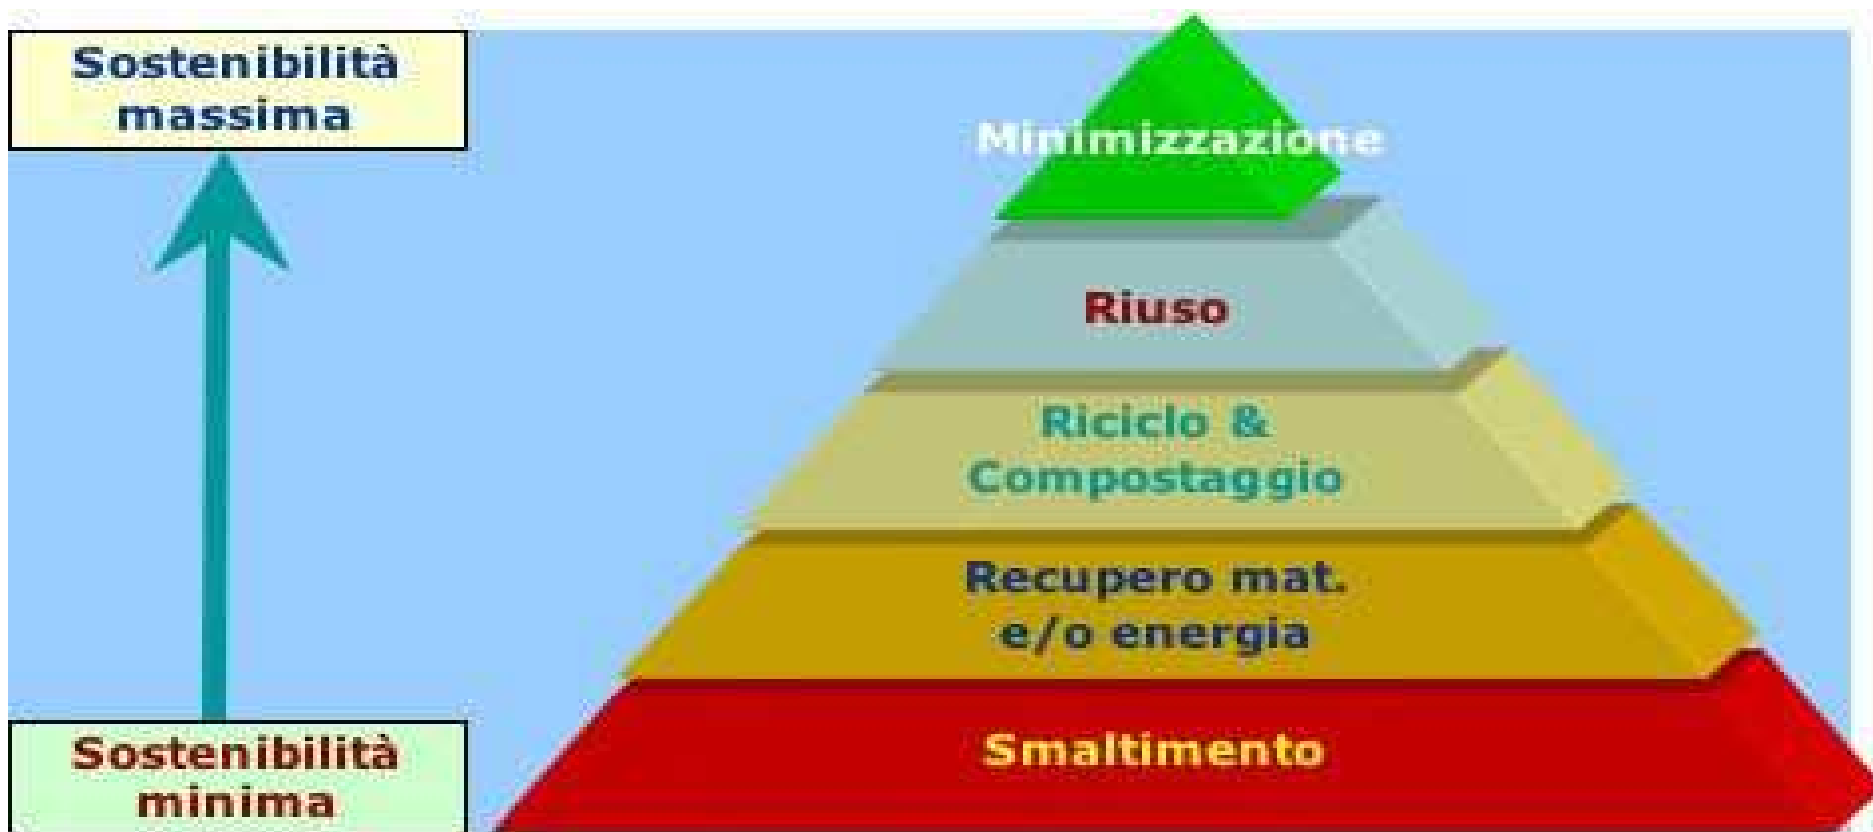 Sostenibilità
massima
Minimizzazione
Riuso
Riciclo &
Compostaggio
Recupero mat.
e/o energia
Smaltimento
Sostenibilità
minima